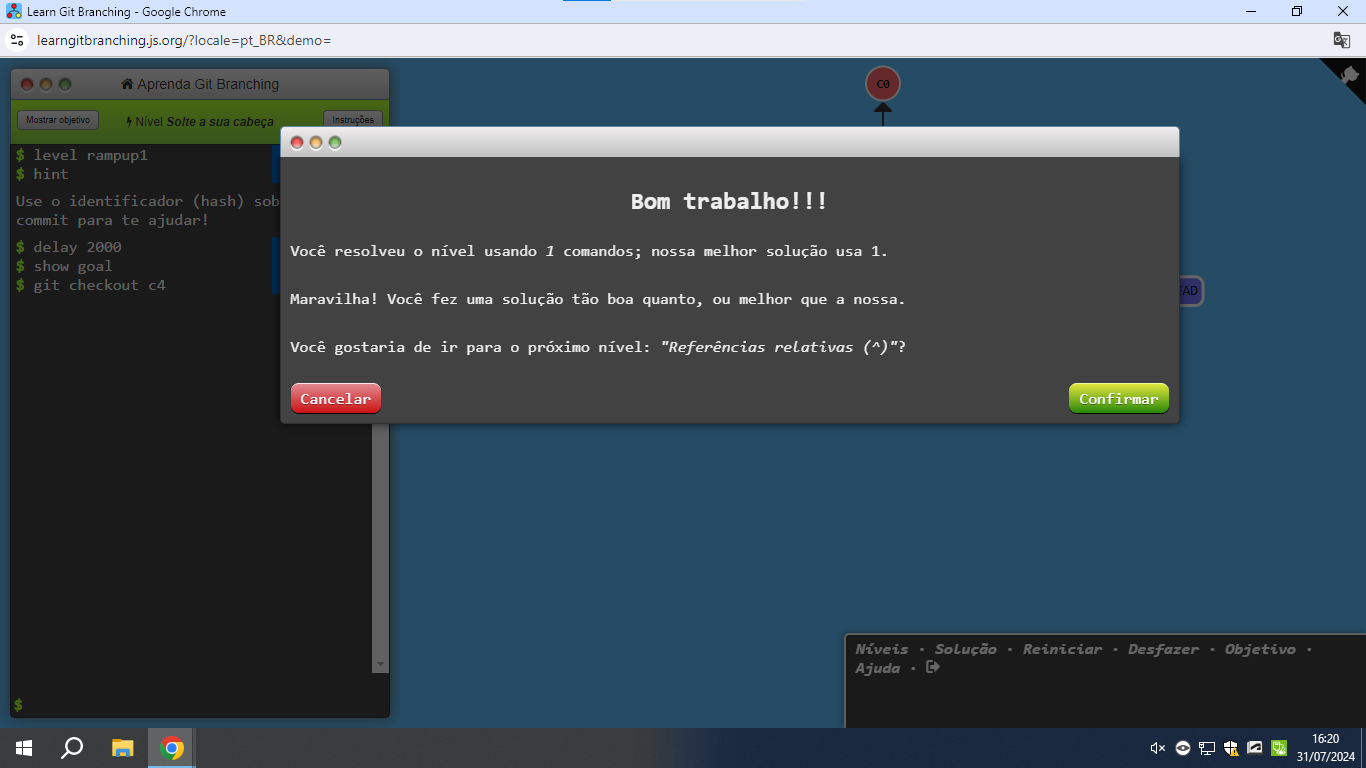 Learn Git Branching - Google Chrome
learngitbranching.js.org/?locale=pt_BR&demo=
Aprenda Git Branching
Mostrar objetivo
Nível Solte a sua cabeça
Instruções
$ level rampup1
$ hint
Use o identificador (hash) sob
commit para te ajudar!
$ delay 2000
$ show goal
$ git checkout c4
$
C0
EAD
Bom trabalho!!!
Você resolveu o nível usando 1 comandos; nossa melhor solução usa 1.
Maravilha! Você fez uma solução tão boa quanto, ou melhor que a nossa.
Você gostaria de ir para o próximo nível: "Referências relativas (^)"?
Cancelar
Confirmar
Níveis · Solução · Reiniciar · Desfazer · Objetivo ·
Ajuda ·
16:20
31/07/2024